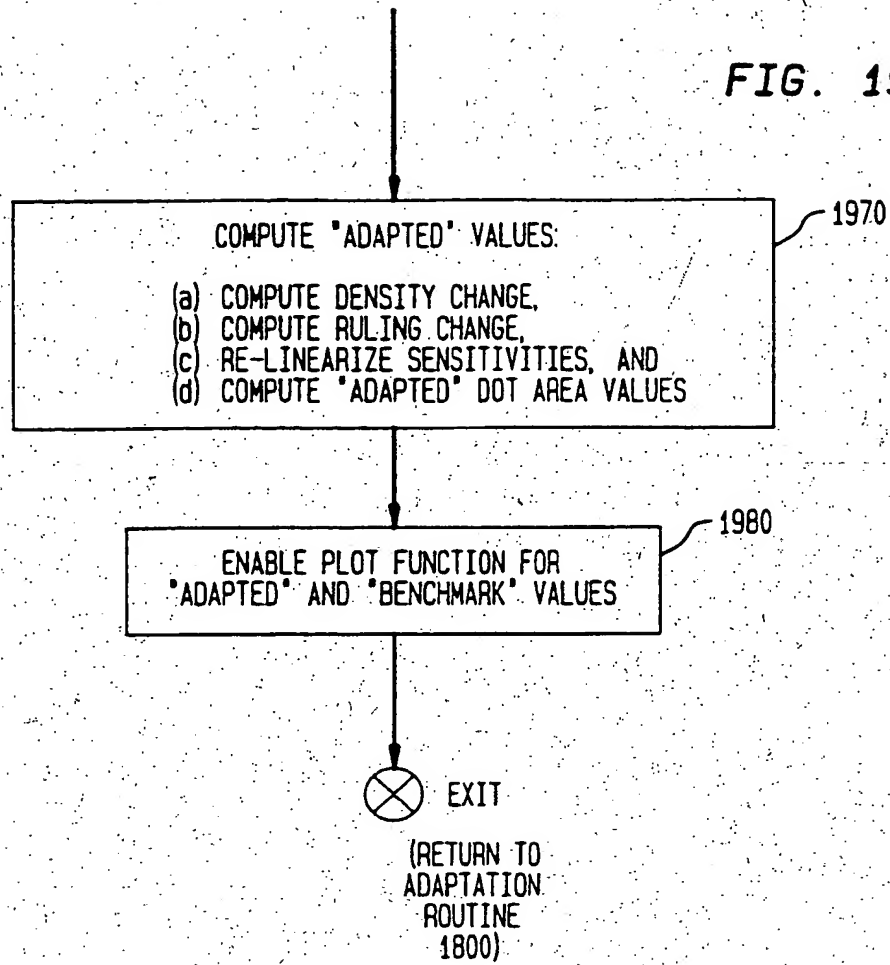 FIG. 19
1970
COMPUTE "ADAPTED" VALUES:
(a) COMPUTE DENSITY CHANGE,
(b) COMPUTE RULING CHANGE,
(c) RE-LINEARIZE SENSITIVITIES, AND
(d) COMPUTE "ADAPTED" DOT AREA VALUES
1980
ENABLE PLOT FUNCTION FOR
"ADAPTED" AND "BENCHMARK" VALUES
EXIT
(RETURN TO
ADAPTATION
ROUTINE
1800)